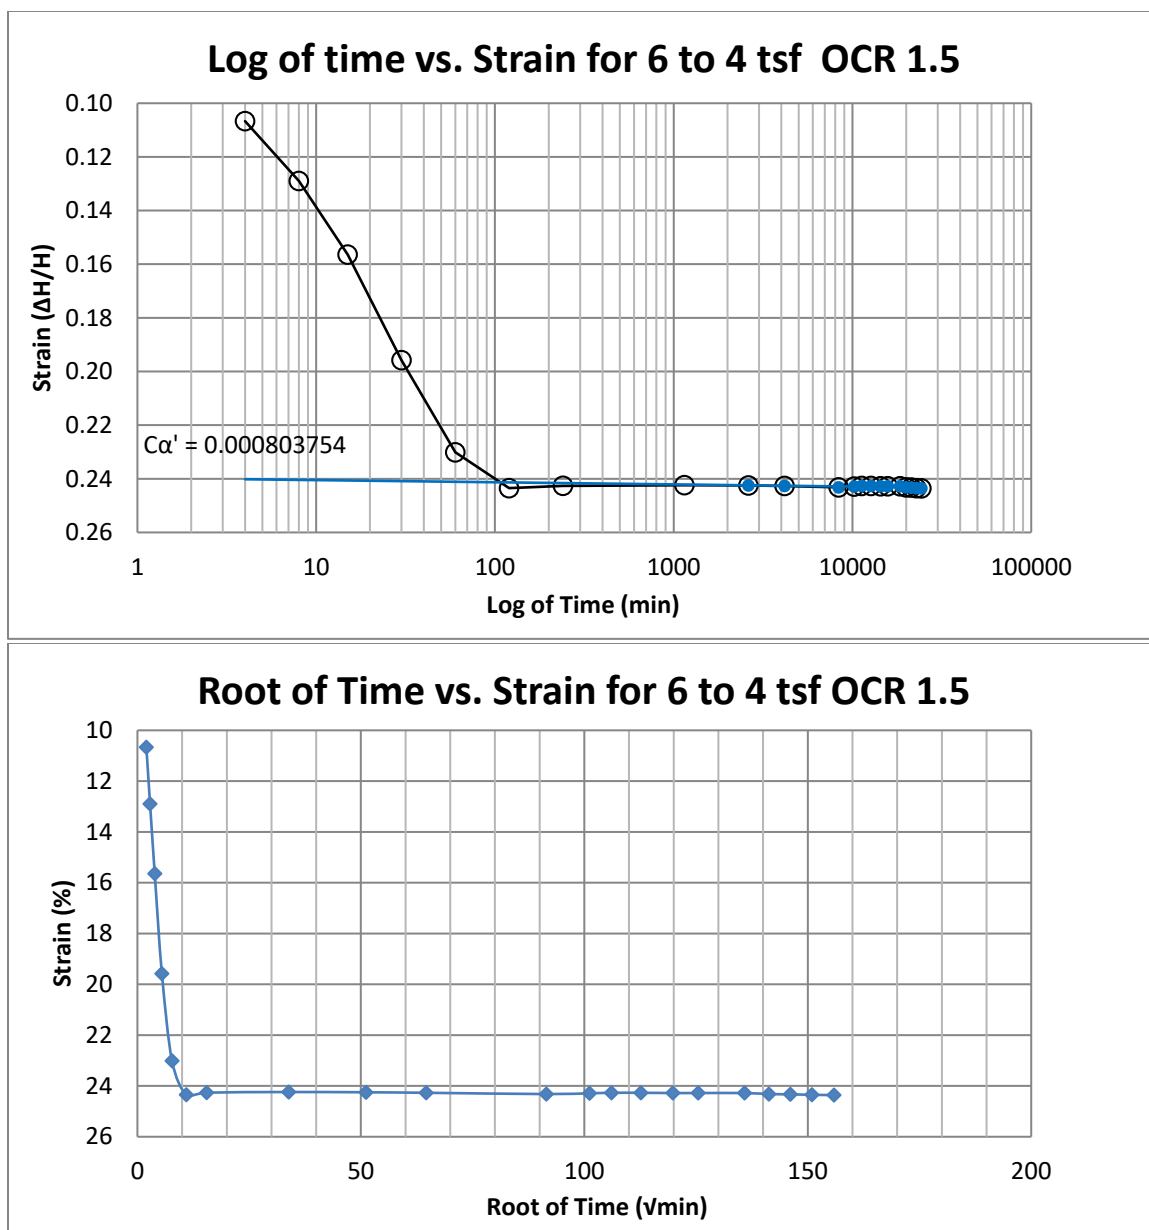 Log of time vs. Strain for 6 to 4 tsf  OCR 1.5
0.10
0.12
0.14
0.16
0.18
0.20
0.22
0.24
0.26
Strain (ΔH/H)
Cα' = 0.000803754
1 10 100 1000 10000 100000
Log of Time (min)
Root of Time vs. Strain for 6 to 4 tsf OCR 1.5
10
12
14
16
18
20
22
24
26
Strain (%)
0 50 100 150 200
Root of Time (√min)